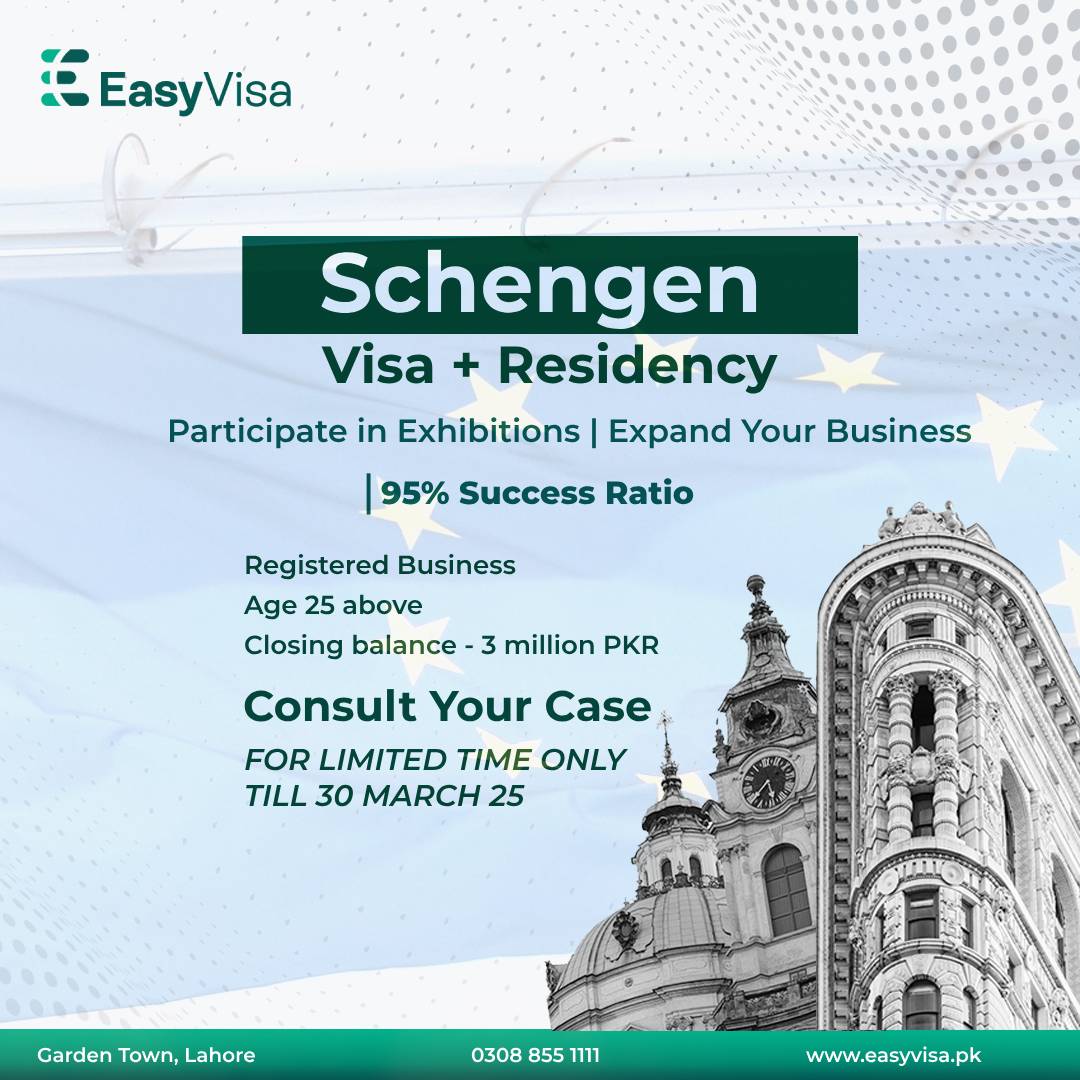 EasyVisa
Schengen
Visa + Residency
Participate in Exhibitions | Expand Your Business
| 95% Success Ratio
Registered Business
Age 25 above
Closing balance - 3 million PKR
Consult Your Case
FOR LIMITED TIME ONLY
TILL 30 MARCH 25
Garden Town, Lahore
0308 855 1111
www.easyvisa.pk